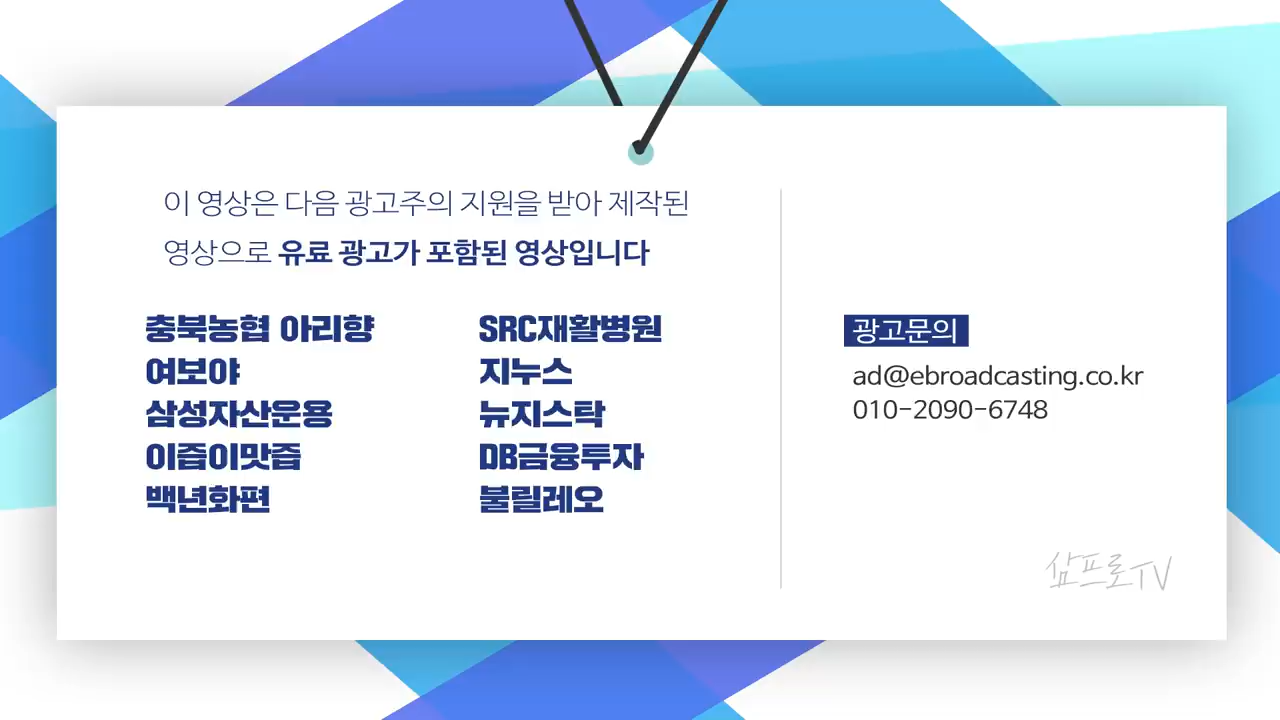 이 영상은 다음 광고주의 지원을 받아 제작된
영상으로 유료 광고가 포함된 영상입니다
충북농협 아리향
여보야
삼성자산운용
이즙이맛즙
백년화편
SRC재활병원
지누스
뉴지스탁
DB금융투자
불릴레오
광고문의
ad@ebroadcasting.co.kr
010-2090-6748
삼프로TV